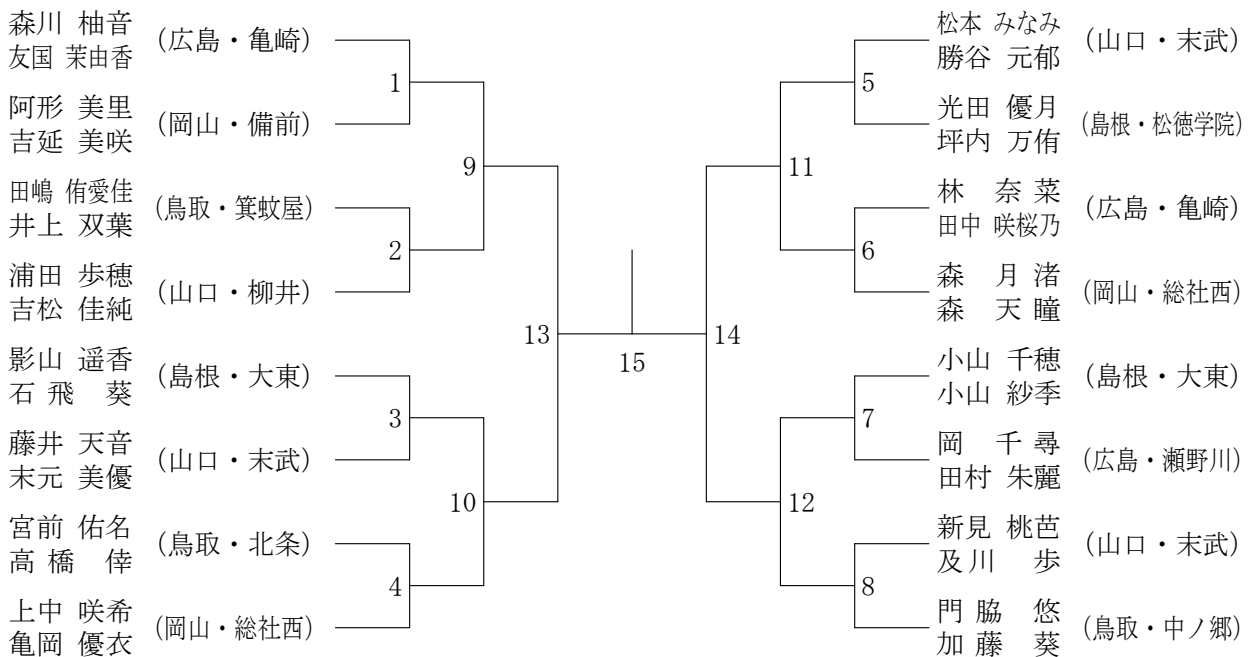 森川 柚音
友国 茉由香
(広島・亀崎)
阿形 美里
吉延 美咲
(岡山・備前)
田嶋 侑愛佳
井上 双葉
(鳥取・箕蚊屋)
浦田 歩穂
吉松 佳純
(山口・柳井)
影山 遥香
石飛 葵
(島根・大東)
藤井 天音
末元 美優
(山口・末武)
宮前 佑名
高橋 倖
(鳥取・北条)
上中 咲希
亀岡 優衣
(岡山・総社西)
1
2
3
4
9
10
13
15
14
11
12
5
6
7
8
松本 みなみ
勝谷 元郁
(山口・末武)
光田 優月
坪内 万侑
(島根・松徳学院)
林 奈菜
田中 咲桜乃
(広島・亀崎)
森 月渚
森 天瞳
(岡山・総社西)
小山 千穂
小山 紗季
(島根・大東)
岡 千尋
田村 朱麗
(広島・瀬野川)
新見 桃芭
及川 歩
(山口・末武)
門脇 悠
加藤 葵
(鳥取・中ノ郷)